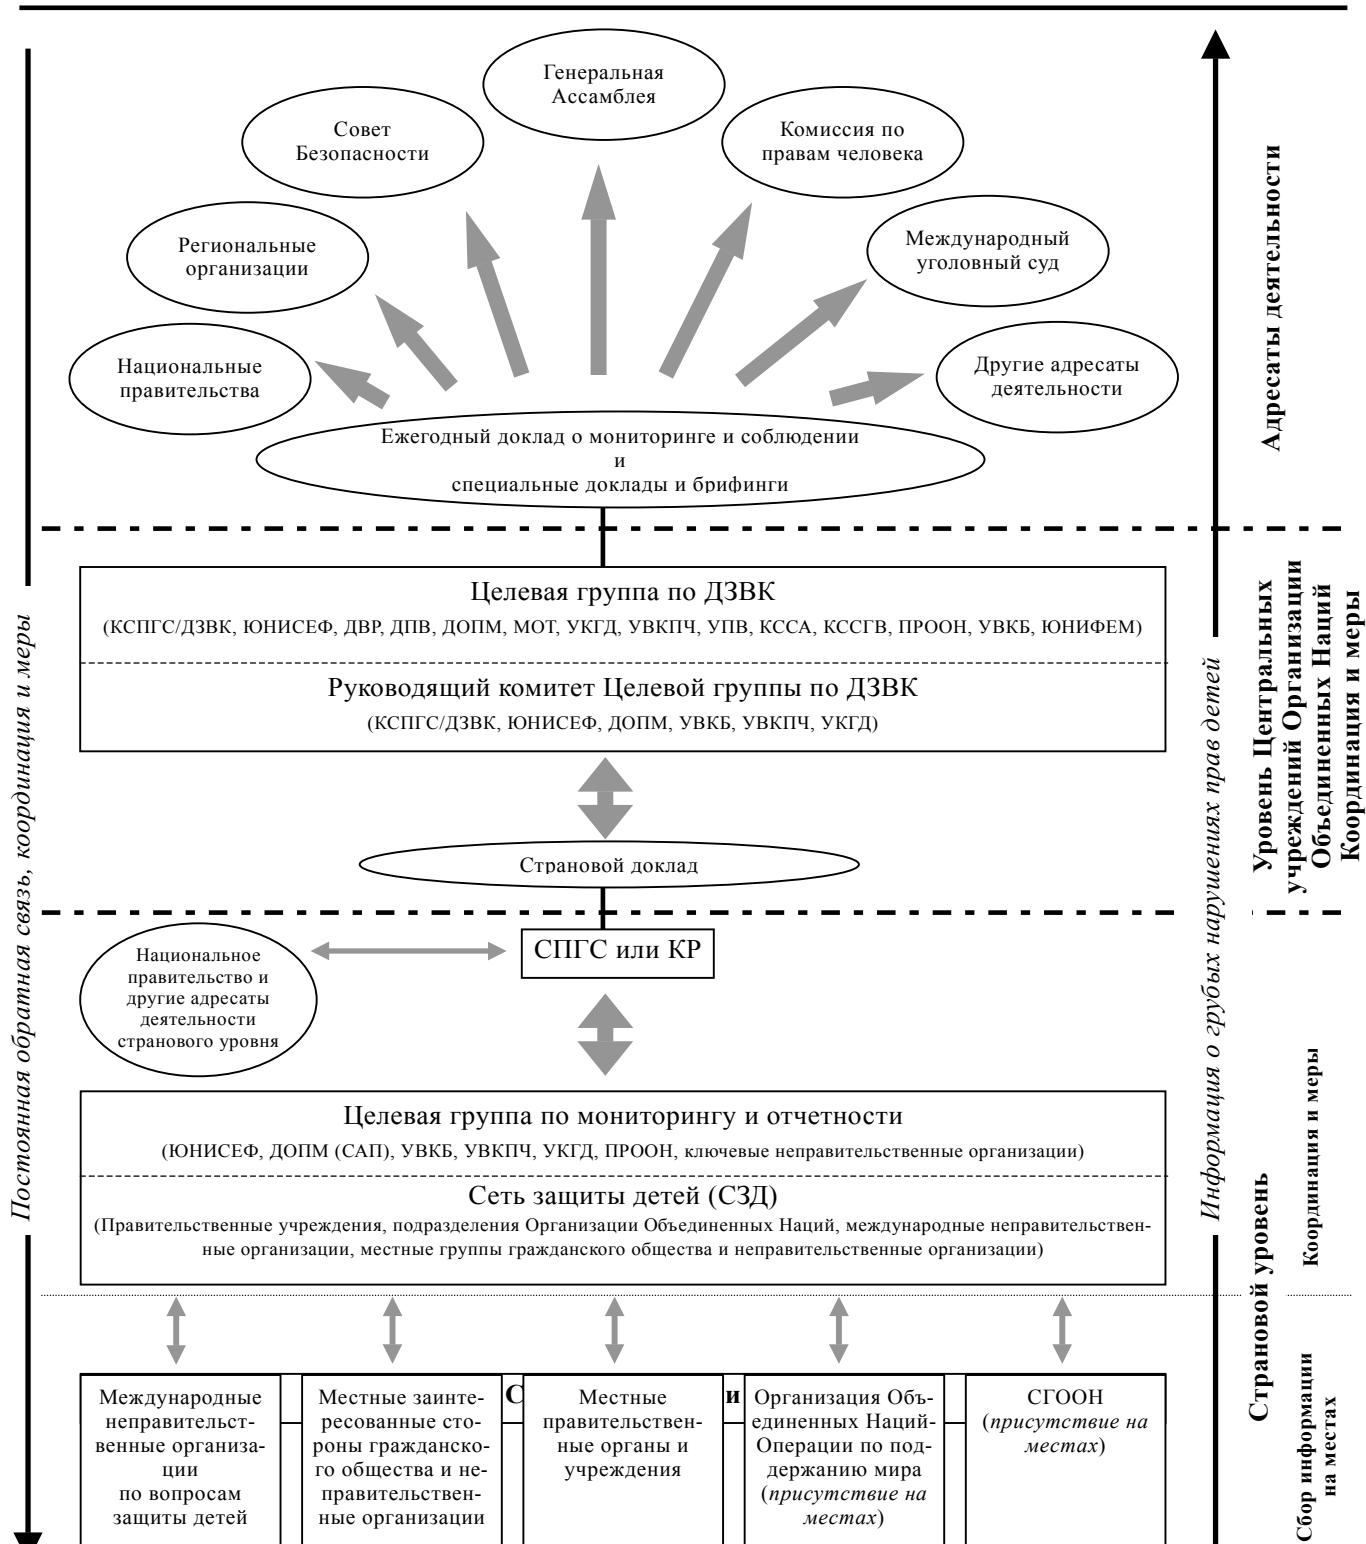 Генеральная
Ассамблея
Совет
Безопасности
Комиссия по
правам человека
Региональные
организации
Международный
уголовный суд
Национальные
правительства
Другие адресаты
деятельности
Ежегодный доклад о мониторинге и соблюдении
и
специальные доклады и брифинги
Адресаты деятельности
Целевая группа по ДЗВК
(КСПГС/ДЗВК, ЮНИСЕФ, ДВР, ДПВ, ДОПМ, МОТ, УКГД, УВКПЧ, УПВ, КССА, КССГВ, ПРООН, УВКБ, ЮНИФЕМ)
Руководящий комитет Целевой группы по ДЗВК
(КСПГС/ДЗВК, ЮНИСЕФ, ДОПМ, УВКБ, УВКПЧ, УКГД)
Уровень Центральных
учреждений Организации
Объединенных Наций
Координация и меры
Страновой доклад
СПГС или КР
Национальное
правительство и
другие адресаты
деятельности
странового уровня
Постоянная обратная связь, координация и меры
Информация о грубых нарушениях прав детей
Целевая группа по мониторингу и отчетности
(ЮНИСЕФ, ДОПМ (САП), УВКБ, УВКПЧ, УКГД, ПРООН, ключевые неправительственные организации)
Сеть защиты детей (СЗД)
(Правительственные учреждения, подразделения Организации Объединенных Наций, международные неправительствен-
ные организации, местные группы гражданского общества и неправительственные организации)
Страновой уровень
Координация и меры
Сбор информации
на местах
Международные
неправительст-
венные организа-
ции
по вопросам
защиты детей
Местные заинте-
ресованные сто-
роны гражданско-
го общества и не-
правительствен-
ные организации
Местные
правительствен-
ные органы и
учреждения
Организация Объ-
единенных Наций-
Операции по под-
держанию мира
(присутствие на
местах)
СГООН
(присутствие на
местах)